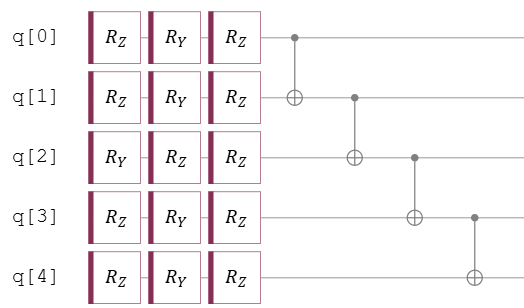 q[0] R_Z R_Y R_Z
q[1] R_Z R_Y R_Z
q[2] R_Y R_Z R_Z
q[3] R_Z R_Y R_Z
q[4] R_Z R_Y R_Z